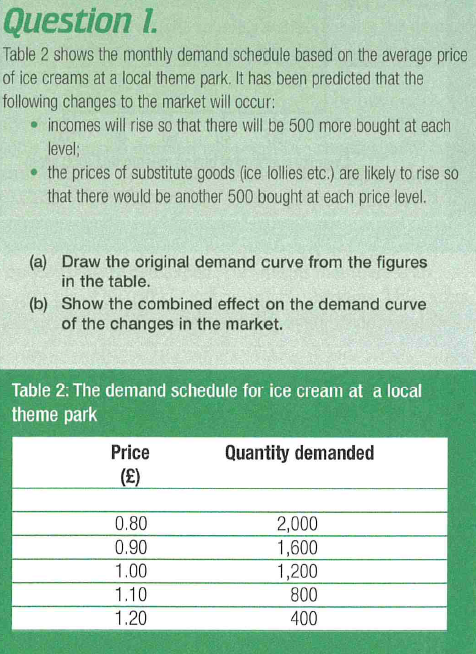 Question 1.
Table 2 shows the monthly demand schedule based on the average price
of ice creams at a local theme park. It has been predicted that the
following changes to the market will occur:
• incomes will rise so that there will be 500 more bought at each
level;
• the prices of substitute goods (ice lollies etc.) are likely to rise so
that there would be another 500 bought at each price level.
(a) Draw the original demand curve from the figures
in the table.
(b) Show the combined effect on the demand curve
of the changes in the market.
Table 2: The demand schedule for ice cream at a local
theme park
Price Quantity demanded
(£)
0.80 2,000
0.90 1,600
1.00 1,200
1.10 800
1.20 400